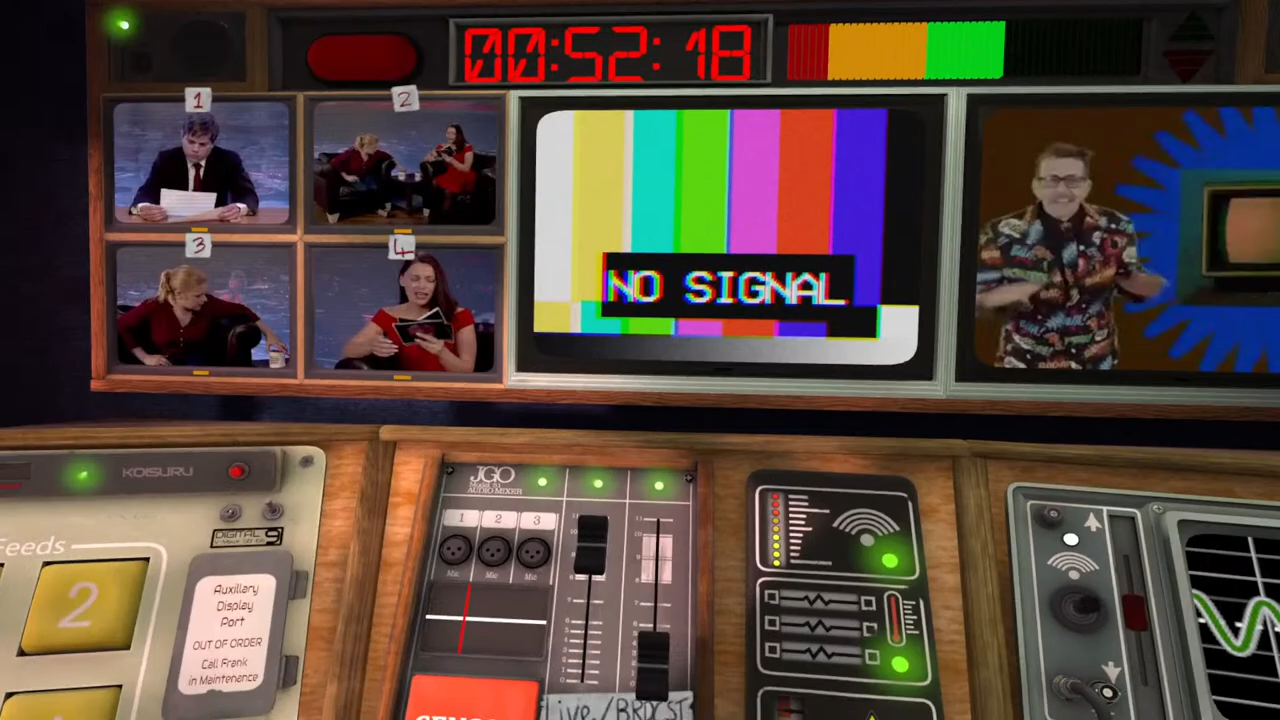 00:52:18
1
2
3
4
NO SIGNAL
KOISURU
DIGITAL 9
Feeds
2
Auxillary
Display
Port
OUT OF ORDER
Call Frank
in Maintenance
JGO
AUDIO MIXER
1 2 3
Mic Mic Mic
Live/BRDCST